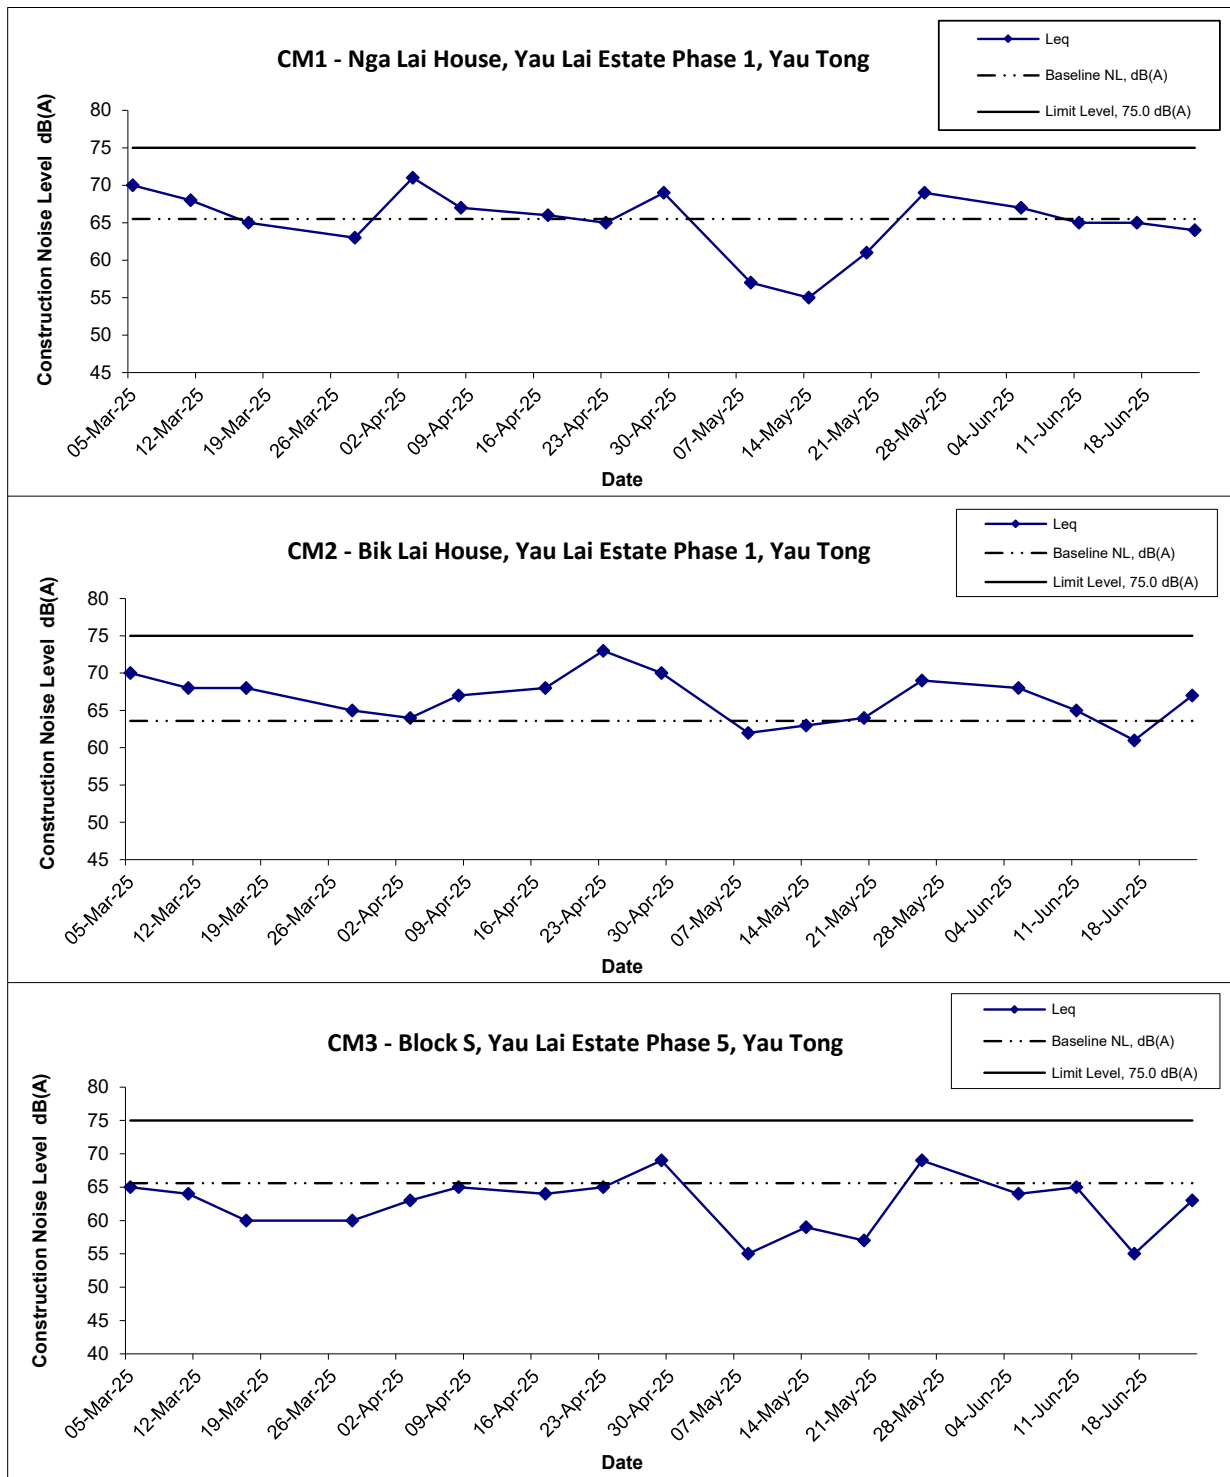 CM1 - Nga Lai House, Yau Lai Estate Phase 1, Yau Tong
Leq
Baseline NL, dB(A)
Limit Level, 75.0 dB(A)
Construction Noise Level dB(A)
80
75
70
65
60
55
50
45
05-Mar-25
12-Mar-25
19-Mar-25
26-Mar-25
02-Apr-25
09-Apr-25
16-Apr-25
23-Apr-25
30-Apr-25
07-May-25
14-May-25
21-May-25
28-May-25
04-Jun-25
11-Jun-25
18-Jun-25
Date
CM2 - Bik Lai House, Yau Lai Estate Phase 1, Yau Tong
Leq
Baseline NL, dB(A)
Limit Level, 75.0 dB(A)
Construction Noise Level dB(A)
80
75
70
65
60
55
50
45
05-Mar-25
12-Mar-25
19-Mar-25
26-Mar-25
02-Apr-25
09-Apr-25
16-Apr-25
23-Apr-25
30-Apr-25
07-May-25
14-May-25
21-May-25
28-May-25
04-Jun-25
11-Jun-25
18-Jun-25
Date
CM3 - Block S, Yau Lai Estate Phase 5, Yau Tong
Leq
Baseline NL, dB(A)
Limit Level, 75.0 dB(A)
Construction Noise Level dB(A)
80
75
70
65
60
55
50
45
40
05-Mar-25
12-Mar-25
19-Mar-25
26-Mar-25
02-Apr-25
09-Apr-25
16-Apr-25
23-Apr-25
30-Apr-25
07-May-25
14-May-25
21-May-25
28-May-25
04-Jun-25
11-Jun-25
18-Jun-25
Date